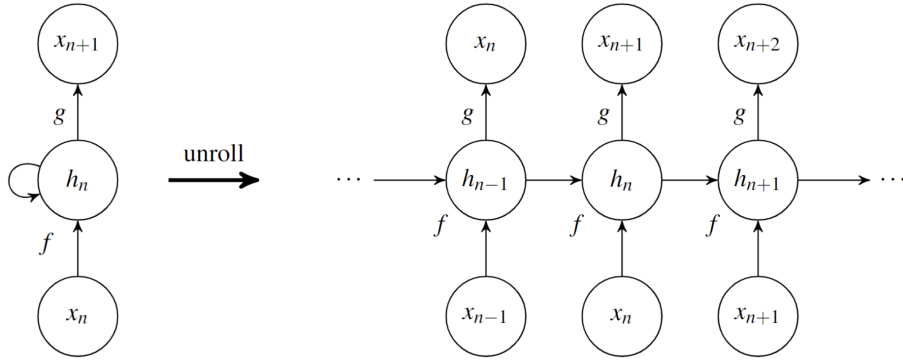 x_{n+1} x_n x_{n+1} x_{n+2}
g g g g
unroll
h_n ··· h_{n−1} h_n h_{n+1} ···
f f f f
x_n x_{n−1} x_n x_{n+1}